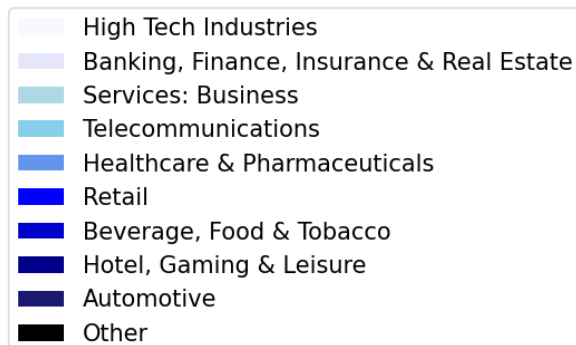 High Tech Industries
Banking, Finance, Insurance & Real Estate
Services: Business
Telecommunications
Healthcare & Pharmaceuticals
Retail
Beverage, Food & Tobacco
Hotel, Gaming & Leisure
Automotive
Other